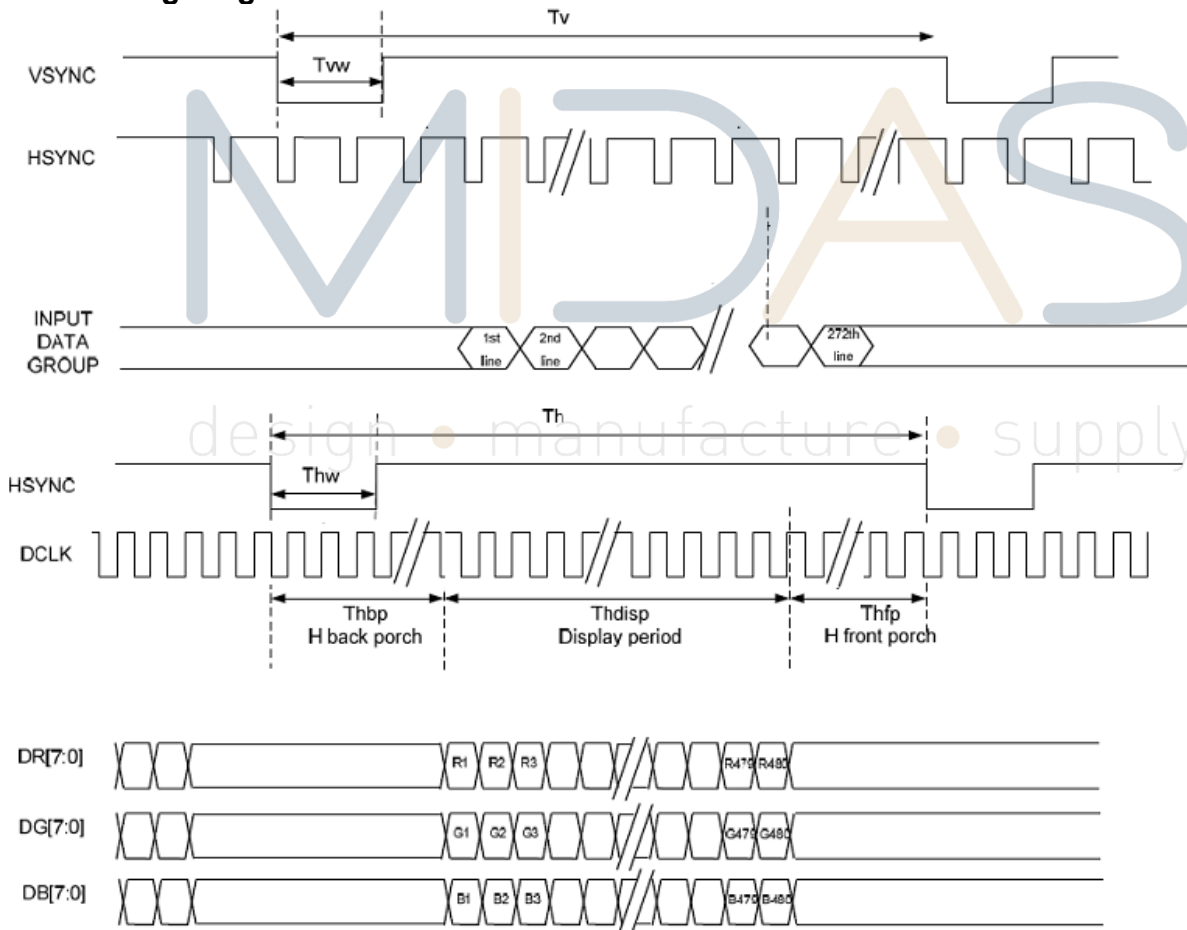 Tv
VSYNC
Tvw
HSYNC
MIDAS
INPUT
DATA
GROUP
1st
line
2nd
line
272th
line
design • manufacture • supply
Th
HSYNC
Thw
DCLK
Thbp
H back porch
Thdisp
Display period
Thfp
H front porch
DR[7:0]
R1 R2 R3 R479 R480
DG[7:0]
G1 G2 G3 G479 G480
DB[7:0]
B1 B2 B3 B479 B480